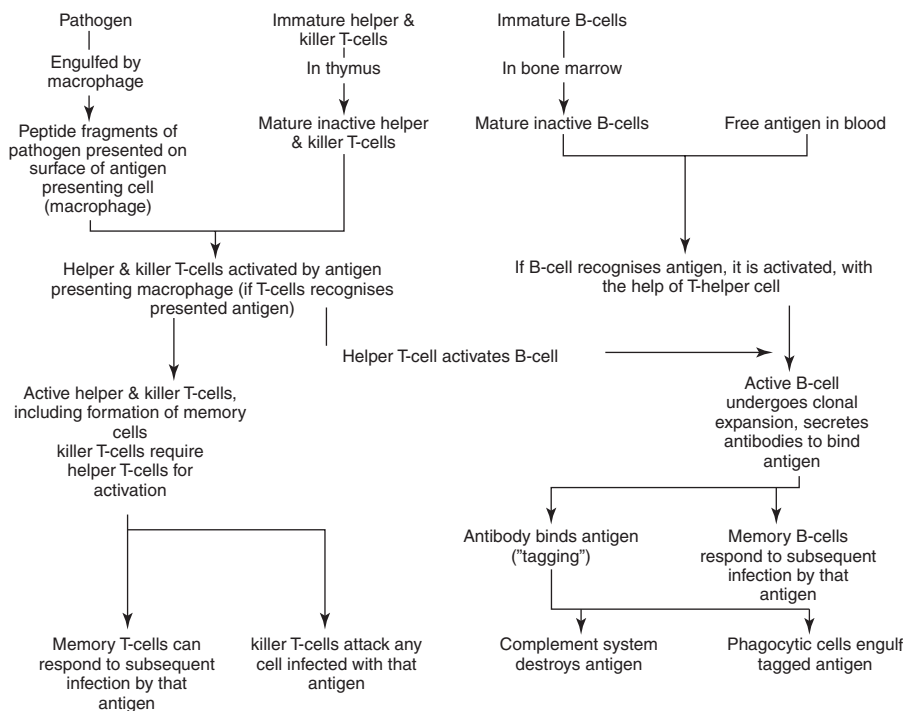 Pathogen
Engulfed by
macrophage
Peptide fragments of
pathogen presented on
surface of antigen
presenting cell
(macrophage)
Immature helper &
killer T-cells
In thymus
Mature inactive helper
& killer T-cells
Helper & killer T-cells activated by antigen
presenting macrophage (if T-cells recognises
presented antigen)
Immature B-cells
In bone marrow
Mature inactive B-cells
Free antigen in blood
If B-cell recognises antigen, it is activated, with
the help of T-helper cell
Helper T-cell activates B-cell
Active helper & killer T-cells,
including formation of memory
cells
killer T-cells require
helper T-cells for
activation
Memory T-cells can
respond to subsequent
infection by that
antigen
killer T-cells attack any
cell infected with that
antigen
Active B-cell
undergoes clonal
expansion, secretes
antibodies to bind
antigen
Antibody binds antigen
("tagging")
Memory B-cells
respond to subsequent
infection by that
antigen
Complement system
destroys antigen
Phagocytic cells engulf
tagged antigen